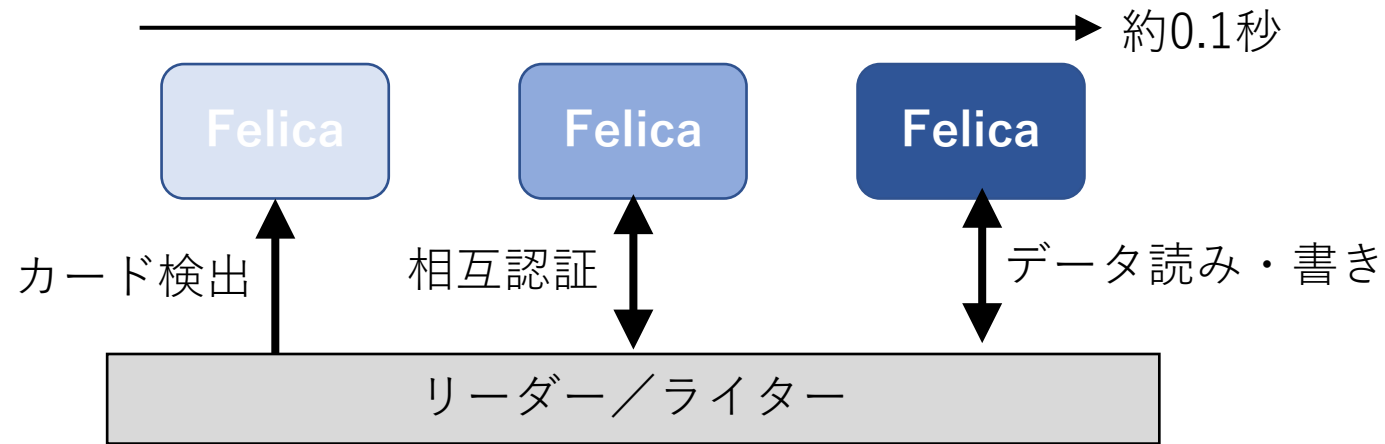 約0.1秒
Felica
Felica
Felica
カード検出
相互認証
データ読み・書き
リーダー／ライター